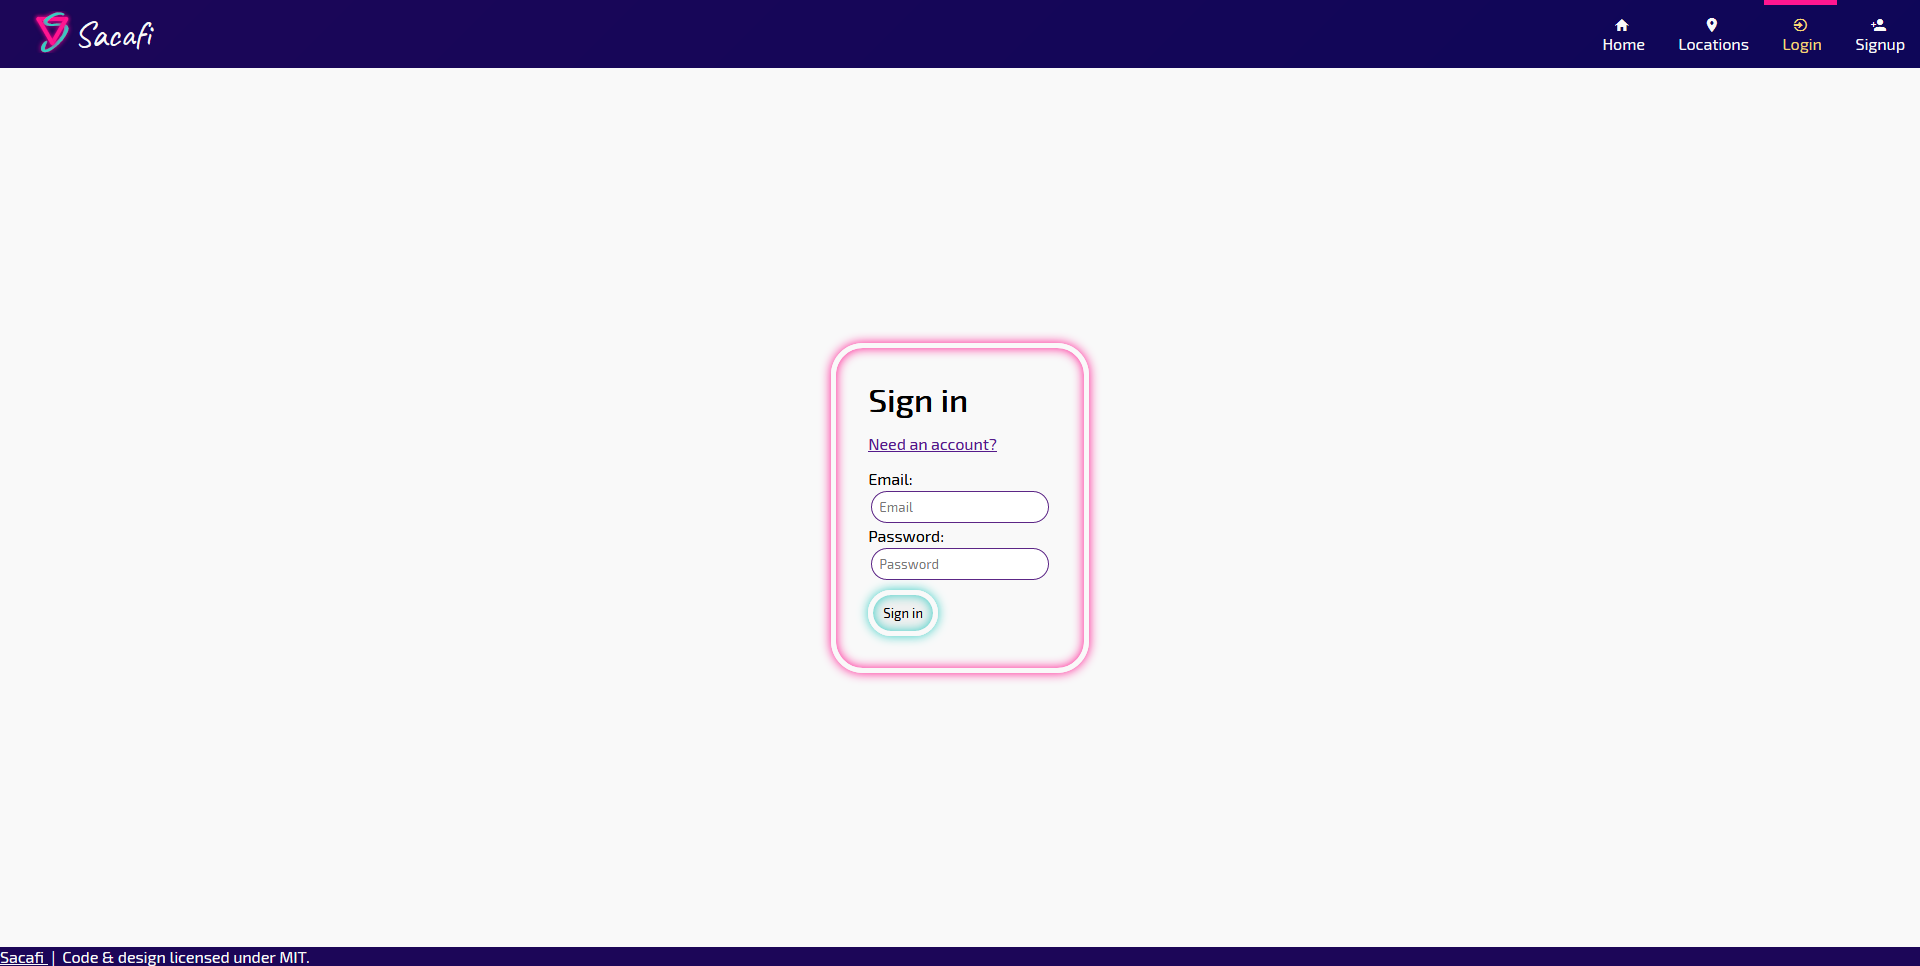 Sacafi
Home
Locations
Login
Signup
Sign in
Need an account?
Email:
Email
Password:
Password
Sign in
Sacafi | Code & design licensed under MIT.